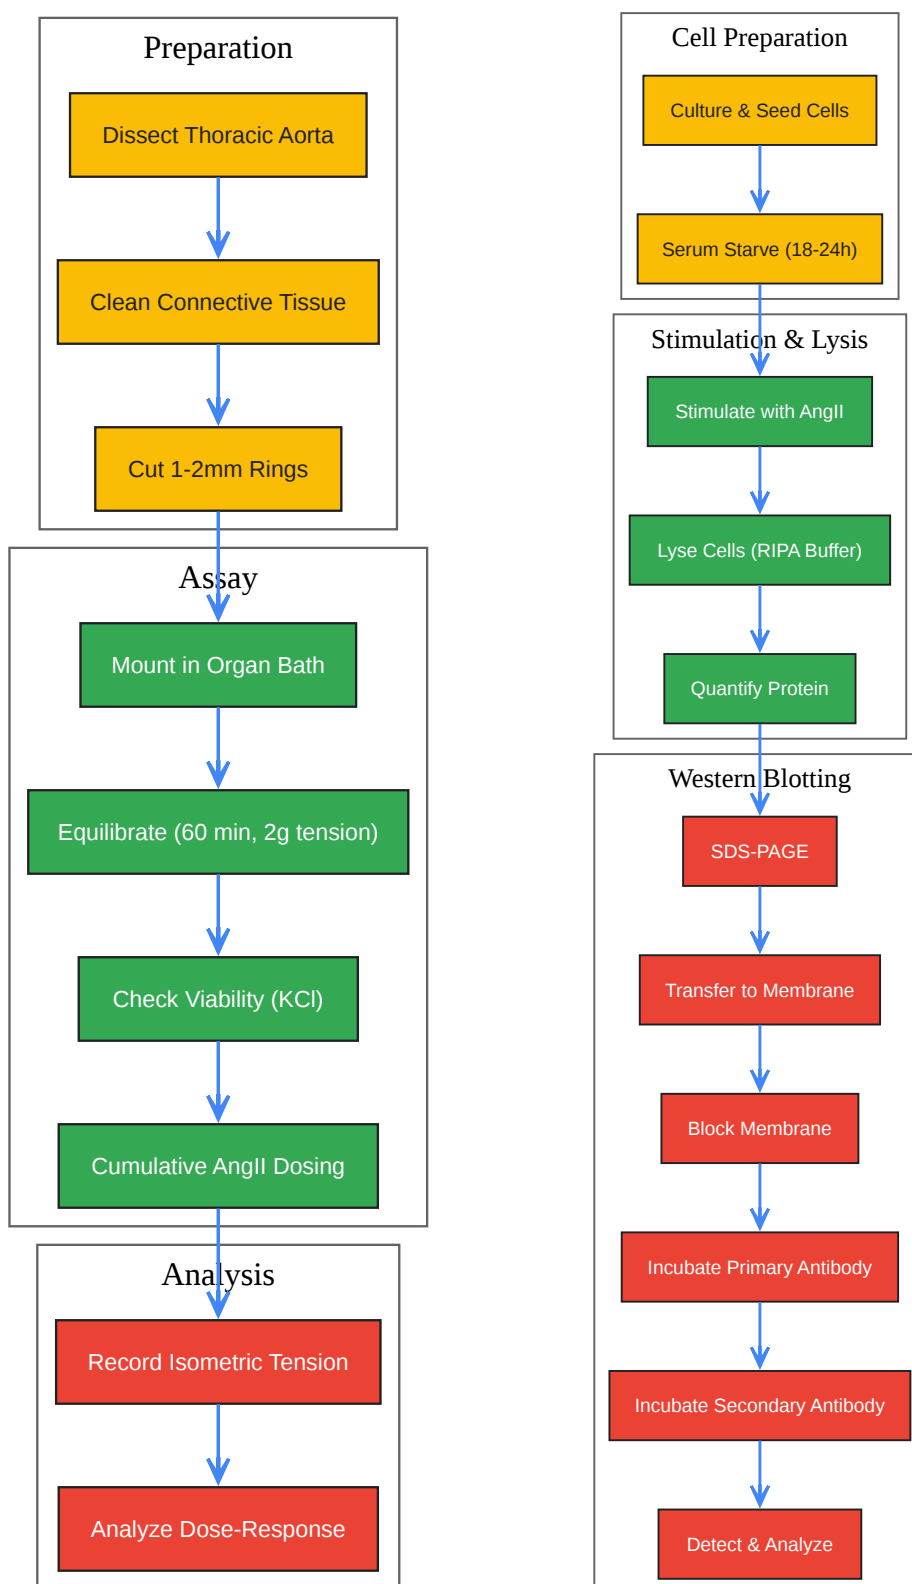 Preparation
Dissect Thoracic Aorta
Clean Connective Tissue
Cut 1-2mm Rings
Assay
Mount in Organ Bath
Equilibrate (60 min, 2g tension)
Check Viability (KCl)
Cumulative AngII Dosing
Analysis
Record Isometric Tension
Analyze Dose-Response
Cell Preparation
Culture & Seed Cells
Serum Starve (18-24h)
Stimulation & Lysis
Stimulate with AngII
Lyse Cells (RIPA Buffer)
Quantify Protein
Western Blotting
SDS-PAGE
Transfer to Membrane
Block Membrane
Incubate Primary Antibody
Incubate Secondary Antibody
Detect & Analyze